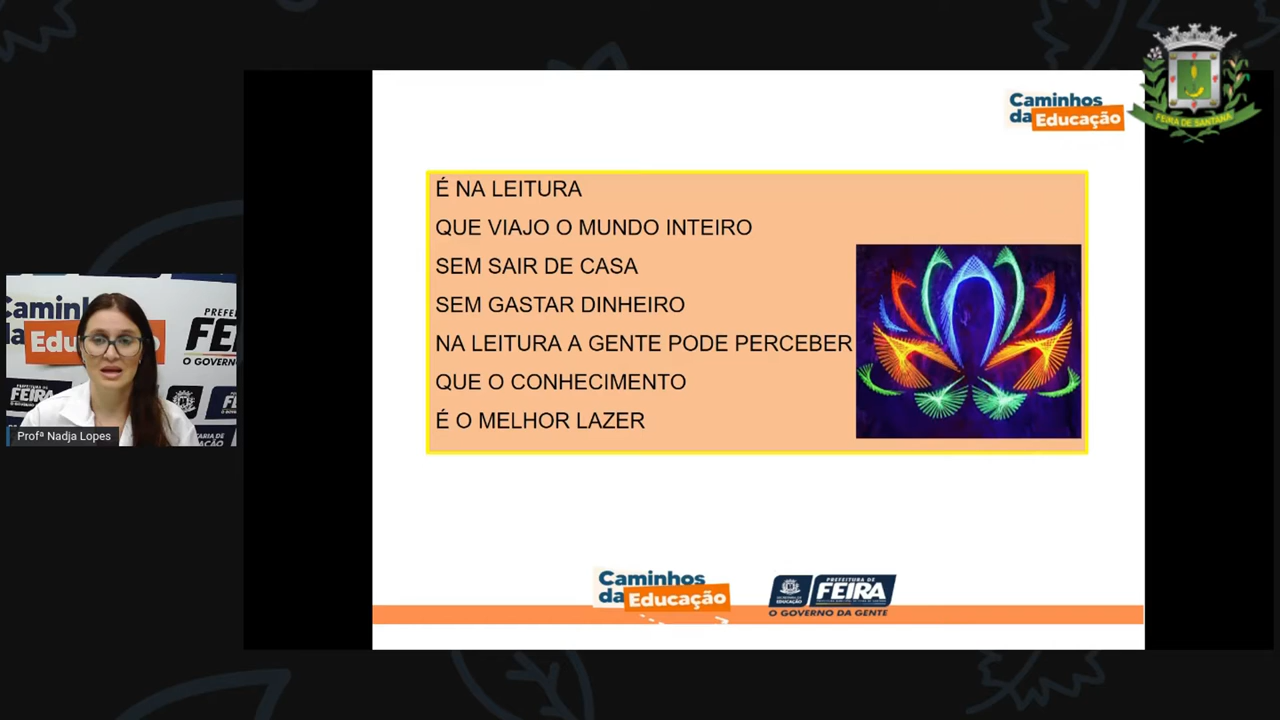 Caminhos
da Educação
FEIRA DE SANTANA
É NA LEITURA
QUE VIAJO O MUNDO INTEIRO
SEM SAIR DE CASA
SEM GASTAR DINHEIRO
NA LEITURA A GENTE PODE PERCEBER
QUE O CONHECIMENTO
É O MELHOR LAZER
Profª Nadja Lopes
Caminhos
da Educação
PREFEITURA DE
FEIRA
O GOVERNO DA GENTE